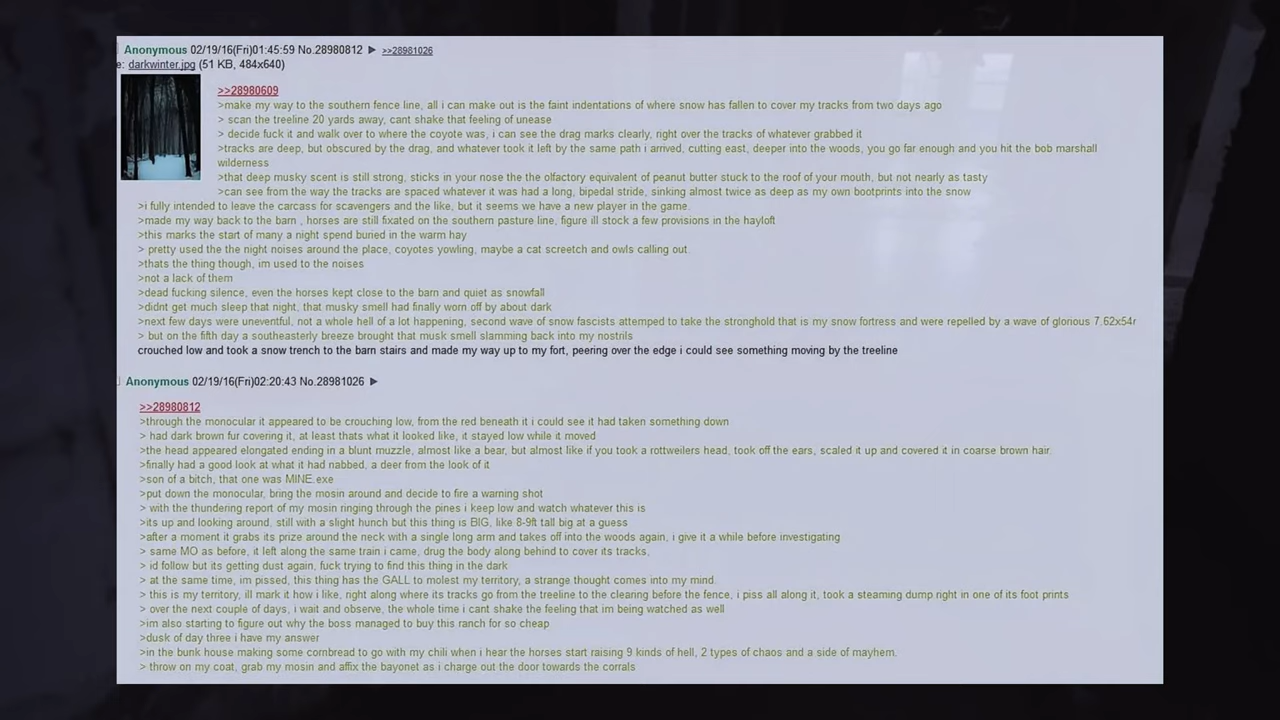 Anonymous 02/19/16(Fri)01:45:59 No.28980812 ▶ >>28981026
e: darkwinter.jpg (51 KB, 484x640)
>>28980609
>make my way to the southern fence line, all i can make out is the faint indentations of where snow has fallen to cover my tracks from two days ago
> scan the treeline 20 yards away, cant shake that feeling of unease
> decide fuck it and walk over to where the coyote was, i can see the drag marks clearly, right over the tracks of whatever grabbed it
>tracks are deep, but obscured by the drag, and whatever took it left by the same path i arrived, cutting east, deeper into the woods, you go far enough and you hit the bob marshall
wilderness
>that deep musky scent is still strong, sticks in your nose the the olfactory equivalent of peanut butter stuck to the roof of your mouth, but not nearly as tasty
>can see from the way the tracks are spaced whatever it was had a long, bipedal stride, sinking almost twice as deep as my own bootprints into the snow
>i fully intended to leave the carcass for scavengers and the like, but it seems we have a new player in the game.
>made my way back to the barn , horses are still fixated on the southern pasture line, figure ill stock a few provisions in the hayloft
>this marks the start of many a night spend buried in the warm hay
> pretty used the the night noises around the place, coyotes yowling, maybe a cat screetch and owls calling out.
>thats the thing though, im used to the noises
>not a lack of them
>dead fucking silence, even the horses kept close to the barn and quiet as snowfall
>didnt get much sleep that night, that musky smell had finally worn off by about dark
>next few days were uneventful, not a whole hell of a lot happening, second wave of snow fascists attemped to take the stronghold that is my snow fortress and were repelled by a wave of glorious 7.62x54r
> but on the fifth day a southeasterly breeze brought that musk smell slamming back into my nostrils
crouched low and took a snow trench to the barn stairs and made my way up to my fort, peering over the edge i could see something moving by the treeline
Anonymous 02/19/16(Fri)02:20:43 No.28981026 ▶
>>28980812
>through the monocular it appeared to be crouching low, from the red beneath it i could see it had taken something down
> had dark brown fur covering it, at least thats what it looked like, it stayed low while it moved
>the head appeared elongated ending in a blunt muzzle, almost like a bear, but almost like if you took a rottweilers head, took off the ears, scaled it up and covered it in coarse brown hair.
>finally had a good look at what it had nabbed, a deer from the look of it
>son of a bitch, that one was MINE.exe
>put down the monocular, bring the mosin around and decide to fire a warning shot
> with the thundering report of my mosin ringing through the pines i keep low and watch whatever this is
>its up and looking around, still with a slight hunch but this thing is BIG, like 8-9ft tall big at a guess
>after a moment it grabs its prize around the neck with a single long arm and takes off into the woods again, i give it a while before investigating
> same MO as before, it left along the same train i came, drug the body along behind to cover its tracks,
> id follow but its getting dust again, fuck trying to find this thing in the dark
> at the same time, im pissed, this thing has the GALL to molest my territory, a strange thought comes into my mind.
> this is my territory, ill mark it how i like, right along where its tracks go from the treeline to the clearing before the fence, i piss all along it, took a steaming dump right in one of its foot prints
> over the next couple of days, i wait and observe, the whole time i cant shake the feeling that im being watched as well
>im also starting to figure out why the boss managed to buy this ranch for so cheap
>dusk of day three i have my answer
>in the bunk house making some cornbread to go with my chili when i hear the horses start raising 9 kinds of hell, 2 types of chaos and a side of mayhem.
> throw on my coat, grab my mosin and affix the bayonet as i charge out the door towards the corrals